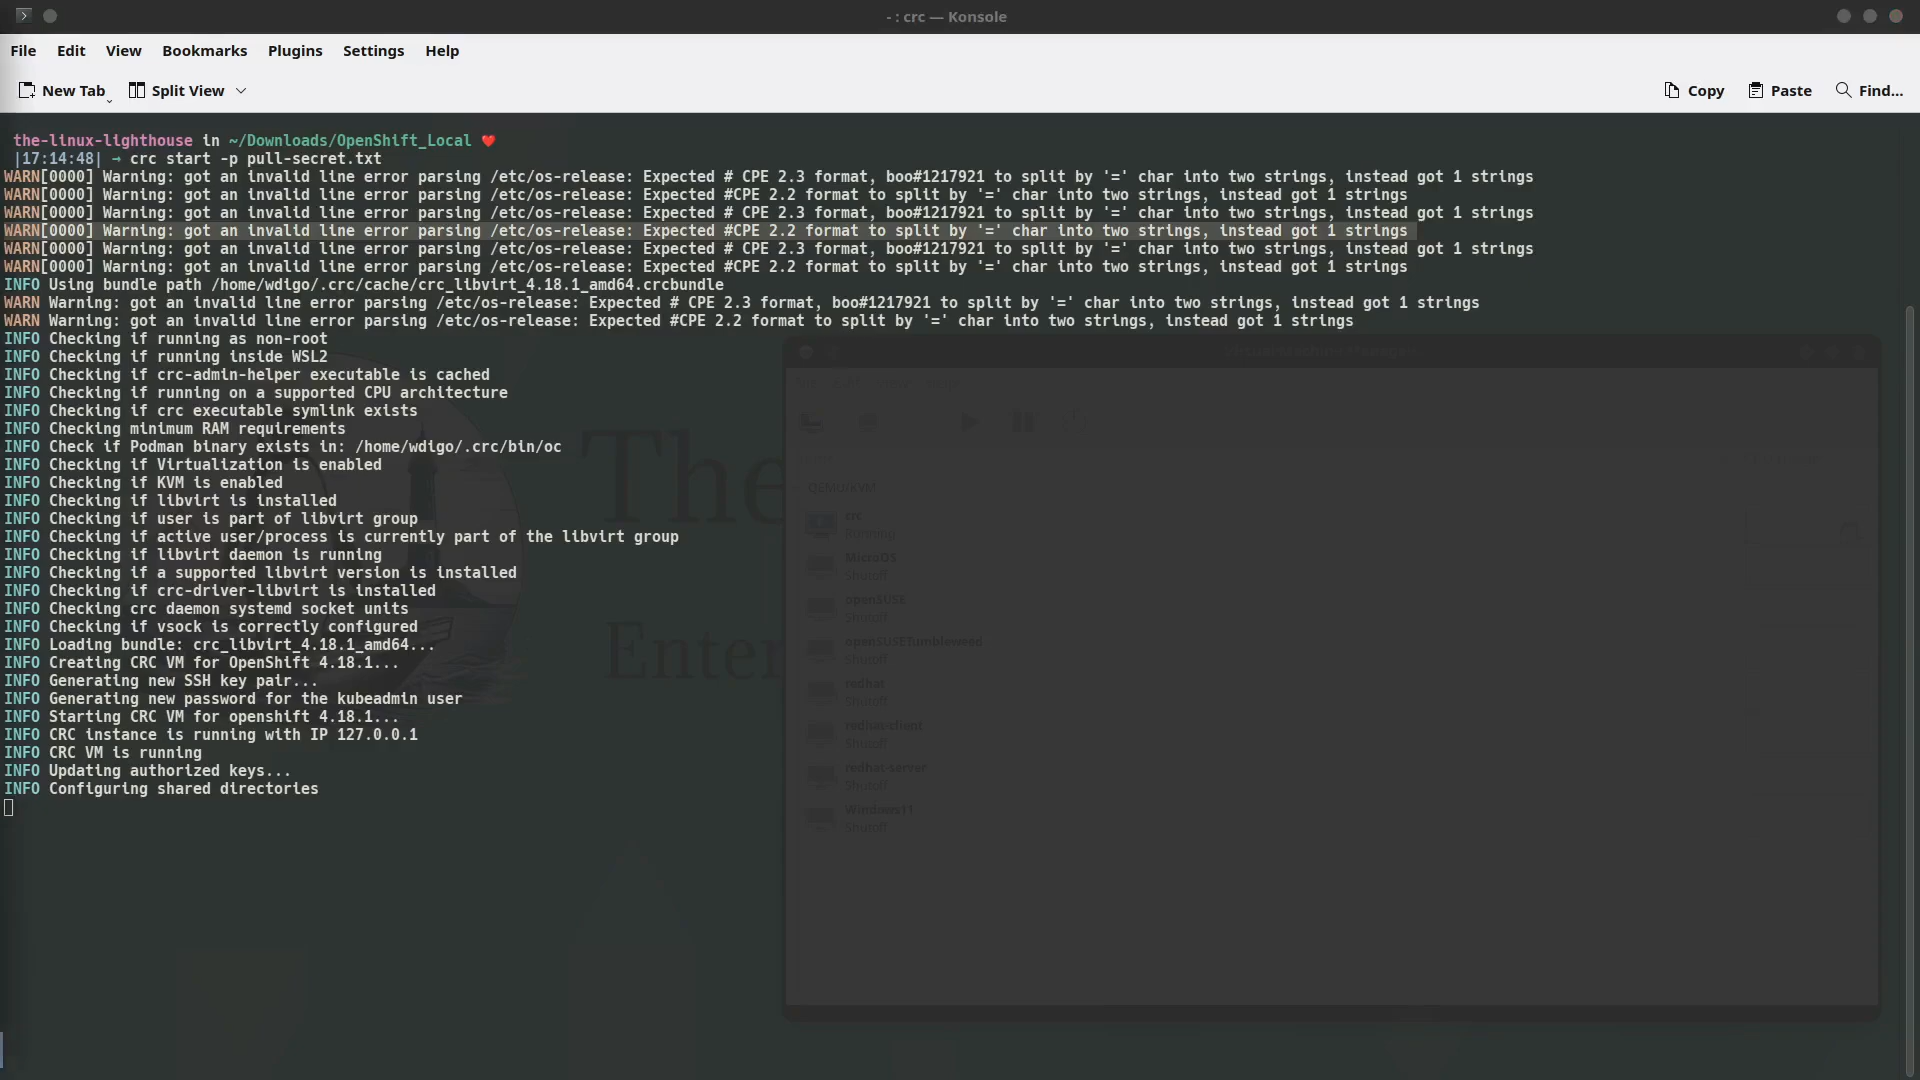 - : crc — Konsole
File Edit View Bookmarks Plugins Settings Help
New Tab Split View Copy Paste Find...
the-linux-lighthouse in ~/Downloads/OpenShift_Local ❤️
|17:14:48| → crc start -p pull-secret.txt
WARN[0000] Warning: got an invalid line error parsing /etc/os-release: Expected # CPE 2.3 format, boo#1217921 to split by '=' char into two strings, instead got 1 strings
WARN[0000] Warning: got an invalid line error parsing /etc/os-release: Expected #CPE 2.2 format to split by '=' char into two strings, instead got 1 strings
WARN[0000] Warning: got an invalid line error parsing /etc/os-release: Expected # CPE 2.3 format, boo#1217921 to split by '=' char into two strings, instead got 1 strings
WARN[0000] Warning: got an invalid line error parsing /etc/os-release: Expected #CPE 2.2 format to split by '=' char into two strings, instead got 1 strings
WARN[0000] Warning: got an invalid line error parsing /etc/os-release: Expected # CPE 2.3 format, boo#1217921 to split by '=' char into two strings, instead got 1 strings
WARN[0000] Warning: got an invalid line error parsing /etc/os-release: Expected #CPE 2.2 format to split by '=' char into two strings, instead got 1 strings
INFO Using bundle path /home/wdigo/.crc/cache/crc_libvirt_4.18.1_amd64.crcbundle
WARN Warning: got an invalid line error parsing /etc/os-release: Expected # CPE 2.3 format, boo#1217921 to split by '=' char into two strings, instead got 1 strings
WARN Warning: got an invalid line error parsing /etc/os-release: Expected #CPE 2.2 format to split by '=' char into two strings, instead got 1 strings
INFO Checking if running as non-root
INFO Checking if running inside WSL2
INFO Checking if crc-admin-helper executable is cached
INFO Checking if running on a supported CPU architecture
INFO Checking if crc executable symlink exists
INFO Checking minimum RAM requirements
INFO Check if Podman binary exists in: /home/wdigo/.crc/bin/oc
INFO Checking if Virtualization is enabled
INFO Checking if KVM is enabled
INFO Checking if libvirt is installed
INFO Checking if user is part of libvirt group
INFO Checking if active user/process is currently part of the libvirt group
INFO Checking if libvirt daemon is running
INFO Checking if a supported libvirt version is installed
INFO Checking if crc-driver-libvirt is installed
INFO Checking crc daemon systemd socket units
INFO Checking if vsock is correctly configured
INFO Loading bundle: crc_libvirt_4.18.1_amd64...
INFO Creating CRC VM for OpenShift 4.18.1...
INFO Generating new SSH key pair...
INFO Generating new password for the kubeadmin user
INFO Starting CRC VM for openshift 4.18.1...
INFO CRC instance is running with IP 127.0.0.1
INFO CRC VM is running
INFO Updating authorized keys...
INFO Configuring shared directories
The
Enter
QEMU/KVM
crc
Running
MicroOS
Shutoff
openSUSE
Shutoff
openSUSETumbleweed
Shutoff
redhat
Shutoff
redhat-client
Shutoff
redhat-server
Shutoff
Windows11
Shutoff